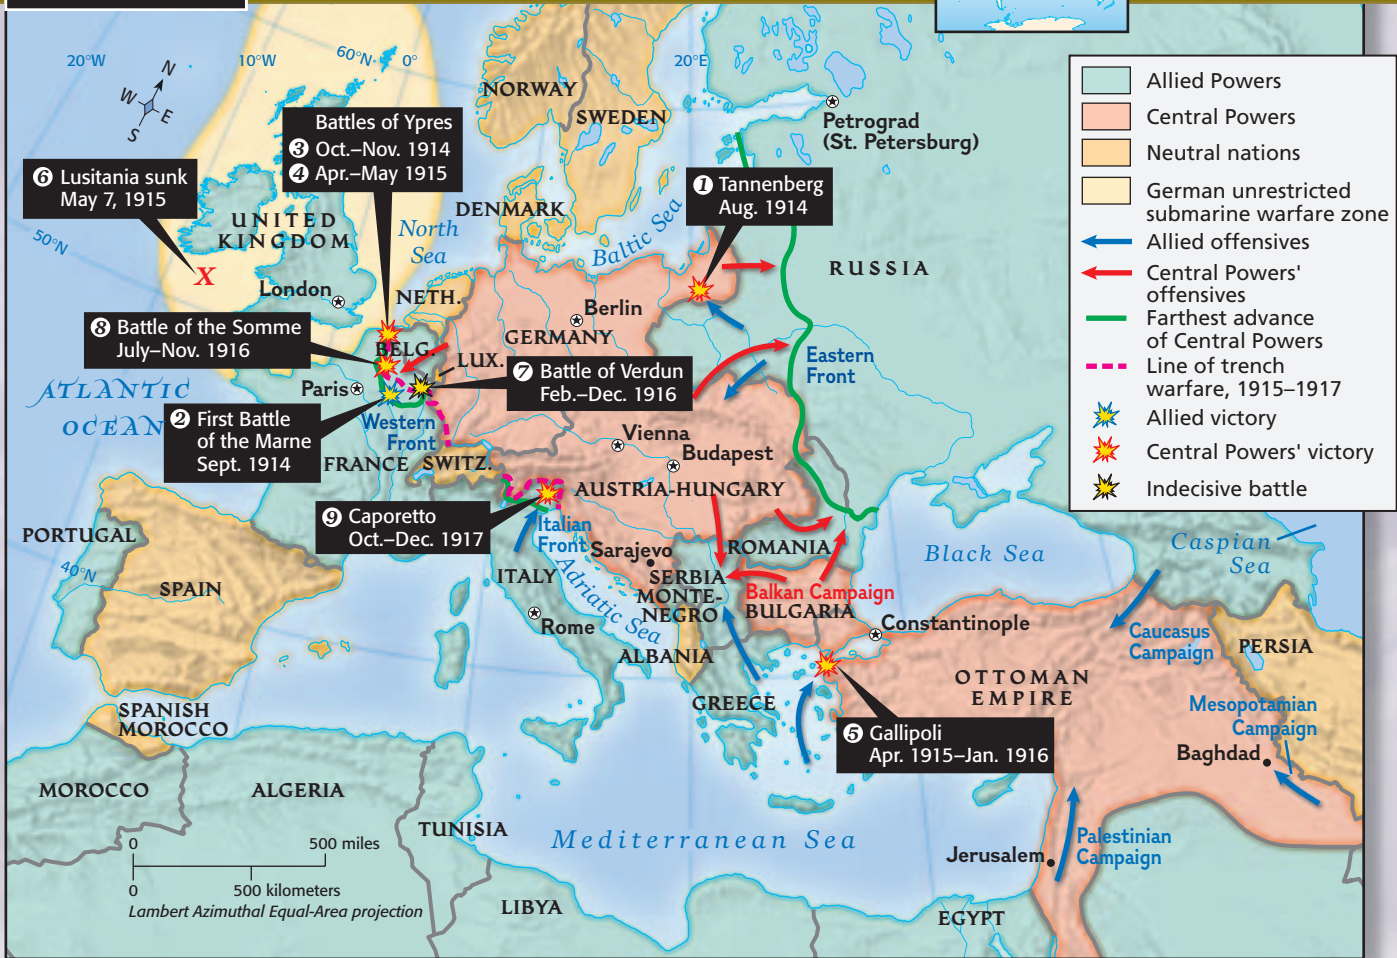 20°W
10°W
60°N
0°
20°E
50°N
40°N
N
W
E
S
Battles of Ypres
3 Oct.–Nov. 1914
4 Apr.–May 1915
6 Lusitania sunk
May 7, 1915
1 Tannenberg
Aug. 1914
8 Battle of the Somme
July–Nov. 1916
7 Battle of Verdun
Feb.–Dec. 1916
2 First Battle
of the Marne
Sept. 1914
9 Caporetto
Oct.–Dec. 1917
5 Gallipoli
Apr. 1915–Jan. 1916
NORWAY
SWEDEN
Petrograd
(St. Petersburg)
DENMARK
North
Sea
Baltic Sea
UNITED
KINGDOM
London
X
NETH.
Berlin
GERMANY
RUSSIA
BELG.
LUX.
Paris
Eastern
Front
ATLANTIC
OCEAN
Western
Front
FRANCE
SWITZ.
Vienna
Budapest
AUSTRIA-HUNGARY
Italian
Front
PORTUGAL
SPAIN
ITALY
Rome
Adriatic Sea
Sarajevo
SERBIA
MONTE-
NEGRO
ROMANIA
Balkan Campaign
BULGARIA
Black Sea
Caspian
Sea
ALBANIA
GREECE
Constantinople
Caucasus
Campaign
PERSIA
OTTOMAN
EMPIRE
Mesopotamian
Campaign
Baghdad
SPANISH
MOROCCO
MOROCCO
ALGERIA
TUNISIA
Mediterranean Sea
Jerusalem
Palestinian
Campaign
LIBYA
EGYPT
0
500 miles
0
500 kilometers
Lambert Azimuthal Equal-Area projection
Allied Powers
Central Powers
Neutral nations
German unrestricted
submarine warfare zone
Allied offensives
Central Powers'
offensives
Farthest advance
of Central Powers
Line of trench
warfare, 1915–1917
Allied victory
Central Powers' victory
Indecisive battle